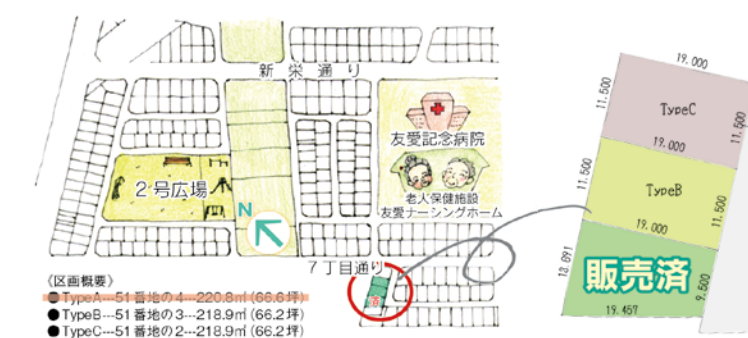 新栄通り
友愛記念病院
老人保健施設
友愛ナーシングホーム
2号広場
N
7丁目通り
済
〈区画概要〉
●TypeA---51番地の4---220.8㎡(66.6坪)
●TypeB---51番地の3---218.9㎡(66.2坪)
●TypeC---51番地の2---218.9㎡(66.2坪)
19.000
11.500
TypeC
11.500
19.000
11.500
TypeB
11.500
19.000
13.891
販売済
9.500
19.457